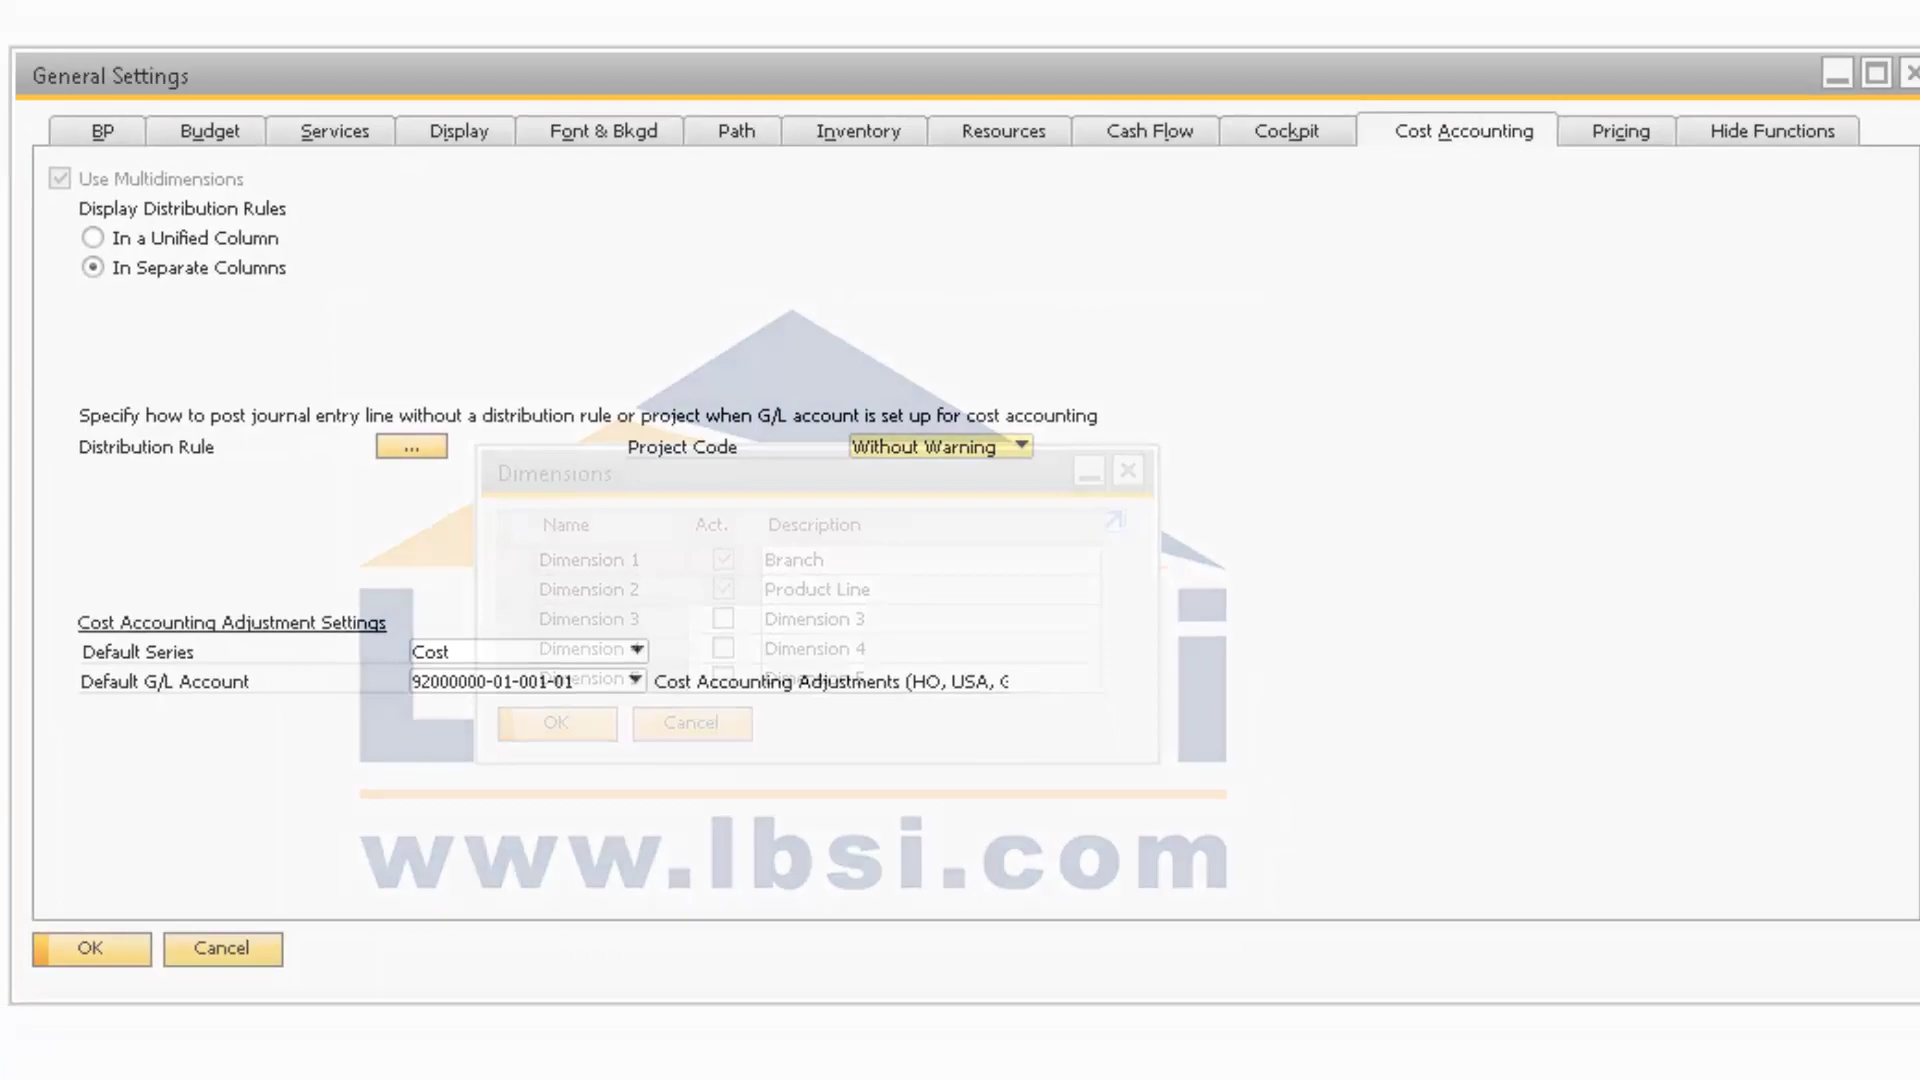 General Settings
BP Budget Services Display Font & Bkgd Path Inventory Resources Cash Flow Cockpit Cost Accounting Pricing Hide Functions
Use Multidimensions
Display Distribution Rules
In a Unified Column
In Separate Columns
Specify how to post journal entry line without a distribution rule or project when G/L account is set up for cost accounting
Distribution Rule ... Project Code Without Warning
Dimensions
Name Act. Description
Dimension 1 Branch
Dimension 2 Product Line
Dimension 3 Dimension 3
Cost Accounting Adjustment Settings
Default Series Cost Dimension Dimension 4
Default G/L Account 92000000-01-001-01 Cost Accounting Adjustments (HO, USA, G
OK Cancel
L i
www.lbsi.com
OK Cancel